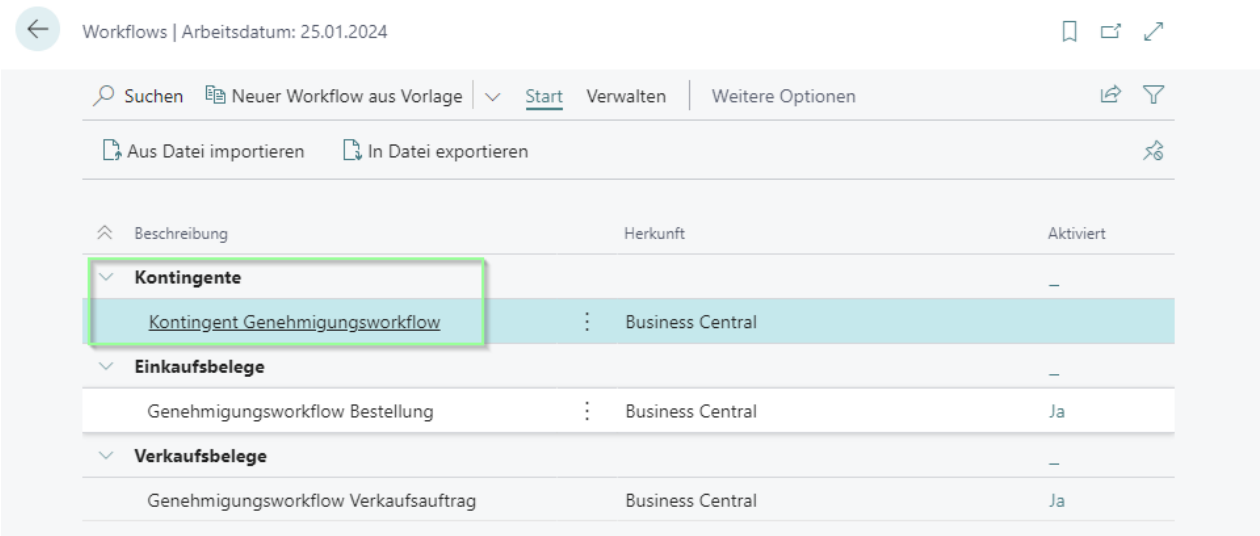 Workflows | Arbeitsdatum: 25.01.2024
Suchen Neuer Workflow aus Vorlage Start Verwalten Weitere Optionen
Aus Datei importieren In Datei exportieren
Beschreibung Herkunft Aktiviert
Kontingente _
Kontingent Genehmigungsworkflow Business Central
Einkaufsbelege _
Genehmigungsworkflow Bestellung Business Central Ja
Verkaufsbelege _
Genehmigungsworkflow Verkaufsauftrag Business Central Ja